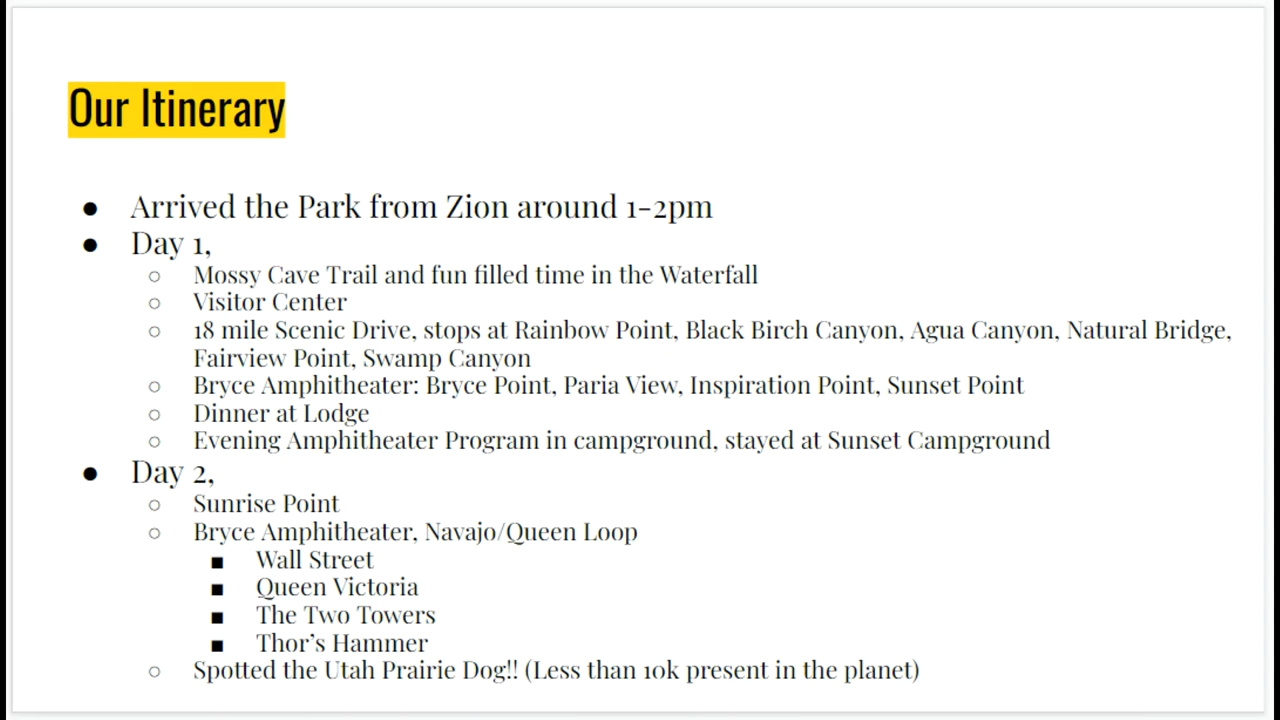 Our Itinerary
● Arrived the Park from Zion around 1-2pm
● Day 1,
○ Mossy Cave Trail and fun filled time in the Waterfall
○ Visitor Center
○ 18 mile Scenic Drive, stops at Rainbow Point, Black Birch Canyon, Agua Canyon, Natural Bridge,
Fairview Point, Swamp Canyon
○ Bryce Amphitheater: Bryce Point, Paria View, Inspiration Point, Sunset Point
○ Dinner at Lodge
○ Evening Amphitheater Program in campground, stayed at Sunset Campground
● Day 2,
○ Sunrise Point
○ Bryce Amphitheater, Navajo/Queen Loop
■ Wall Street
■ Queen Victoria
■ The Two Towers
■ Thor’s Hammer
○ Spotted the Utah Prairie Dog!! (Less than 10k present in the planet)